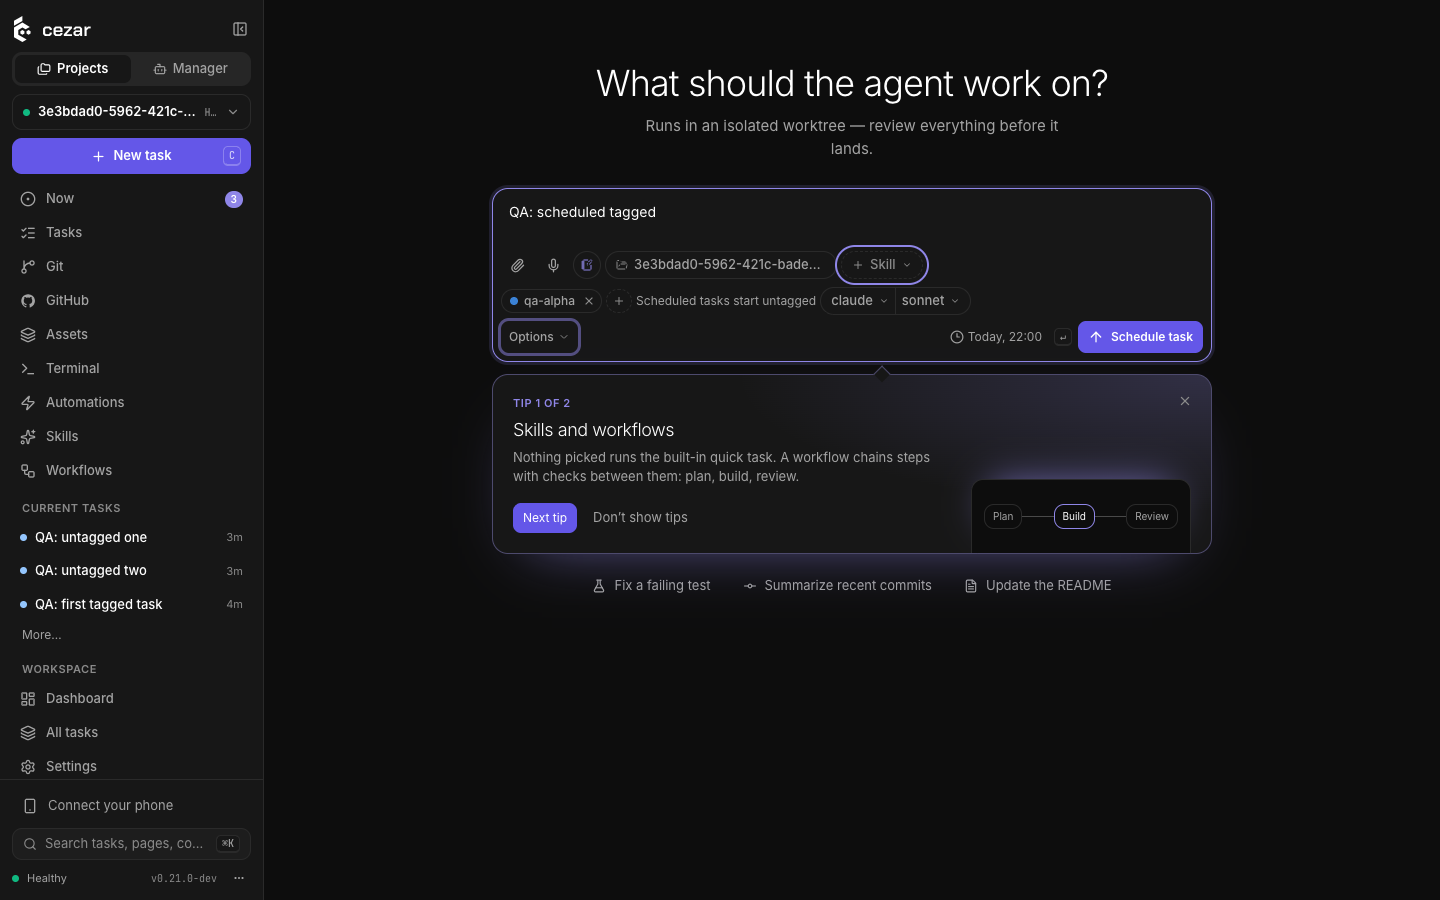 cezar
Projects
Manager
3e3bdad0-5962-421c-... H...
New task C
Now 3
Tasks
Git
GitHub
Assets
Terminal
Automations
Skills
Workflows
CURRENT TASKS
QA: untagged one 3m
QA: untagged two 3m
QA: first tagged task 4m
More...
WORKSPACE
Dashboard
All tasks
Settings
Connect your phone
Search tasks, pages, co... ⌘K
Healthy v0.21.0-dev
What should the agent work on?
Runs in an isolated worktree — review everything before it
lands.
QA: scheduled tagged
3e3bdad0-5962-421c-bade... Skill
qa-alpha Scheduled tasks start untagged claude sonnet
Options Today, 22:00 Schedule task
TIP 1 OF 2
Skills and workflows
Nothing picked runs the built-in quick task. A workflow chains steps
with checks between them: plan, build, review.
Next tip Don't show tips
Plan Build Review
Fix a failing test Summarize recent commits Update the README